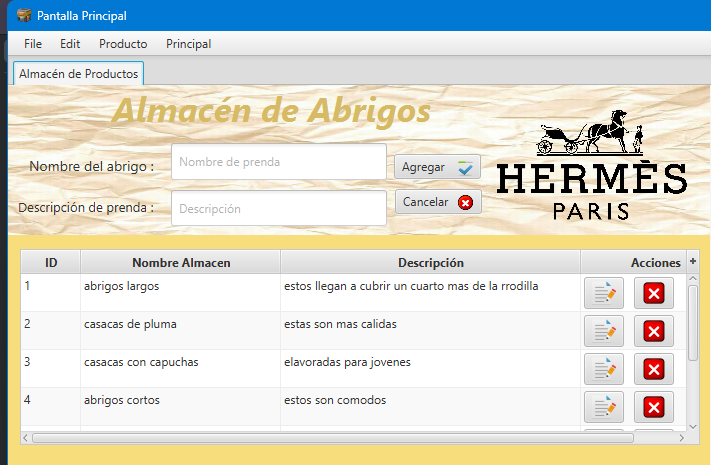 Pantalla Principal
File Edit Producto Principal
Almacén de Productos
Almacén de Abrigos
Nombre del abrigo : Nombre de prenda Agregar
Descripción de prenda : Descripción Cancelar
HERMÈS
PARIS
ID Nombre Almacen Descripción Acciones +
1 abrigos largos estos llegan a cubrir un cuarto mas de la rrodilla
2 casacas de pluma estas son mas calidas
3 casacas con capuchas elavoradas para jovenes
4 abrigos cortos estos son comodos